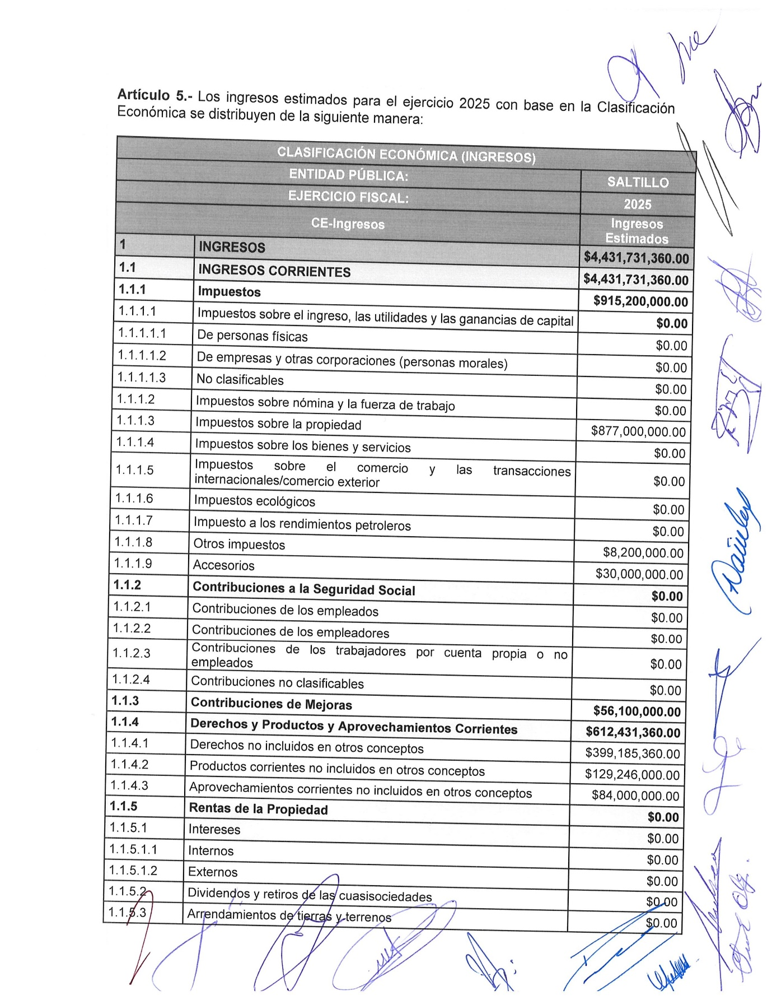 Artículo 5.- Los ingresos estimados para el ejercicio 2025 con base en la Clasificación
Económica se distribuyen de la siguiente manera:
CLASIFICACIÓN ECONÓMICA (INGRESOS)
ENTIDAD PÚBLICA: SALTILLO
EJERCICIO FISCAL: 2025
CE-Ingresos Ingresos
Estimados
1 INGRESOS $4,431,731,360.00
1.1 INGRESOS CORRIENTES $4,431,731,360.00
1.1.1 Impuestos $915,200,000.00
1.1.1.1 Impuestos sobre el ingreso, las utilidades y las ganancias de capital $0.00
1.1.1.1.1 De personas físicas $0.00
1.1.1.1.2 De empresas y otras corporaciones (personas morales) $0.00
1.1.1.1.3 No clasificables $0.00
1.1.1.2 Impuestos sobre nómina y la fuerza de trabajo $0.00
1.1.1.3 Impuestos sobre la propiedad $877,000,000.00
1.1.1.4 Impuestos sobre los bienes y servicios $0.00
1.1.1.5 Impuestos sobre el comercio y las transacciones
internacionales/comercio exterior $0.00
1.1.1.6 Impuestos ecológicos $0.00
1.1.1.7 Impuesto a los rendimientos petroleros $0.00
1.1.1.8 Otros impuestos $8,200,000.00
1.1.1.9 Accesorios $30,000,000.00
1.1.2 Contribuciones a la Seguridad Social $0.00
1.1.2.1 Contribuciones de los empleados $0.00
1.1.2.2 Contribuciones de los empleadores $0.00
1.1.2.3 Contribuciones de los trabajadores por cuenta propia o no
empleados $0.00
1.1.2.4 Contribuciones no clasificables $0.00
1.1.3 Contribuciones de Mejoras $56,100,000.00
1.1.4 Derechos y Productos y Aprovechamientos Corrientes $612,431,360.00
1.1.4.1 Derechos no incluidos en otros conceptos $399,185,360.00
1.1.4.2 Productos corrientes no incluidos en otros conceptos $129,246,000.00
1.1.4.3 Aprovechamientos corrientes no incluidos en otros conceptos $84,000,000.00
1.1.5 Rentas de la Propiedad $0.00
1.1.5.1 Intereses $0.00
1.1.5.1.1 Internos $0.00
1.1.5.1.2 Externos $0.00
1.1.5.2 Dividendos y retiros de las cuasisociedades $0.00
1.1.5.3 Arrendamientos de tierras y terrenos $0.00